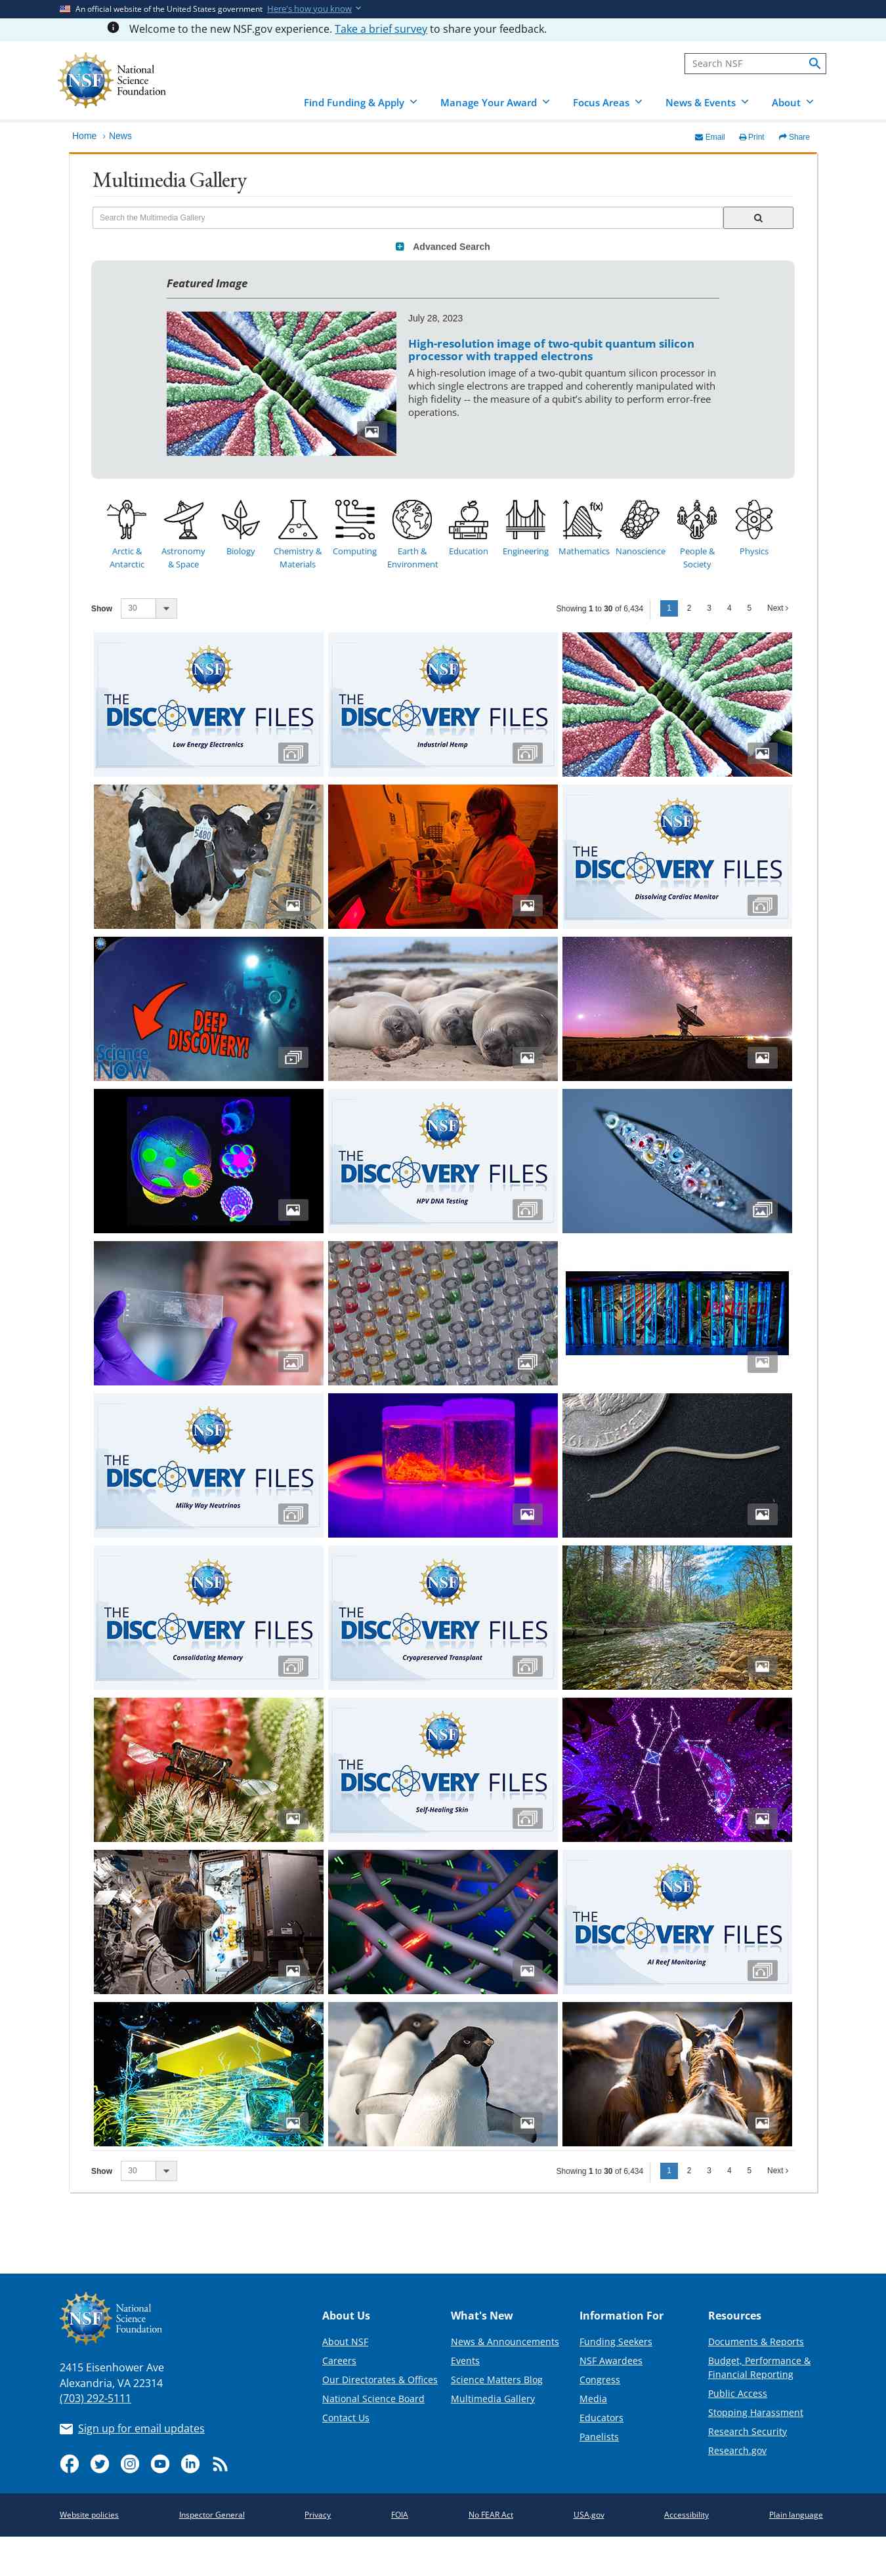 An official website of the United States government Here's how you know
Welcome to the new NSF.gov experience. Take a brief survey to share your feedback.
NSF
National
Science
Foundation
Search NSF
Find Funding & Apply
Manage Your Award
Focus Areas
News & Events
About
Home › News
Email
Print
Share
Multimedia Gallery
Search the Multimedia Gallery
Advanced Search
Featured Image
July 28, 2023
High-resolution image of two-qubit quantum silicon
processor with trapped electrons
A high-resolution image of a two-qubit quantum silicon processor in
which single electrons are trapped and coherently manipulated with
high fidelity -- the measure of a qubit's ability to perform error-free
operations.
f(x)
Arctic &
Antarctic
Astronomy
& Space
Biology
Chemistry &
Materials
Computing
Earth &
Environment
Education
Engineering
Mathematics
Nanoscience
People &
Society
Physics
Show 30
Showing 1 to 30 of 6,434
1 2 3 4 5 Next ›
NSF
THE
DISCOVERY FILES
Low Energy Electronics
NSF
THE
DISCOVERY FILES
Industrial Hemp
5480
NSF
THE
DISCOVERY FILES
Dissolving Cardiac Monitor
DEEP
DISCOVERY!
Science
NOW
NSF
THE
DISCOVERY FILES
HPV DNA Testing
NSF
THE
DISCOVERY FILES
Milky Way Neutrinos
NSF
THE
DISCOVERY FILES
Consolidating Memory
NSF
THE
DISCOVERY FILES
Cryopreserved Transplant
NSF
THE
DISCOVERY FILES
Self-Healing Skin
NSF
THE
DISCOVERY FILES
AI Reef Monitoring
Show 30
Showing 1 to 30 of 6,434
1 2 3 4 5 Next ›
NSF
National
Science
Foundation
2415 Eisenhower Ave
Alexandria, VA 22314
(703) 292-5111
Sign up for email updates
About Us
About NSF
Careers
Our Directorates & Offices
National Science Board
Contact Us
What's New
News & Announcements
Events
Science Matters Blog
Multimedia Gallery
Information For
Funding Seekers
NSF Awardees
Congress
Media
Educators
Panelists
Resources
Documents & Reports
Budget, Performance &
Financial Reporting
Public Access
Stopping Harassment
Research Security
Research.gov
Website policies
Inspector General
Privacy
FOIA
No FEAR Act
USA.gov
Accessibility
Plain language